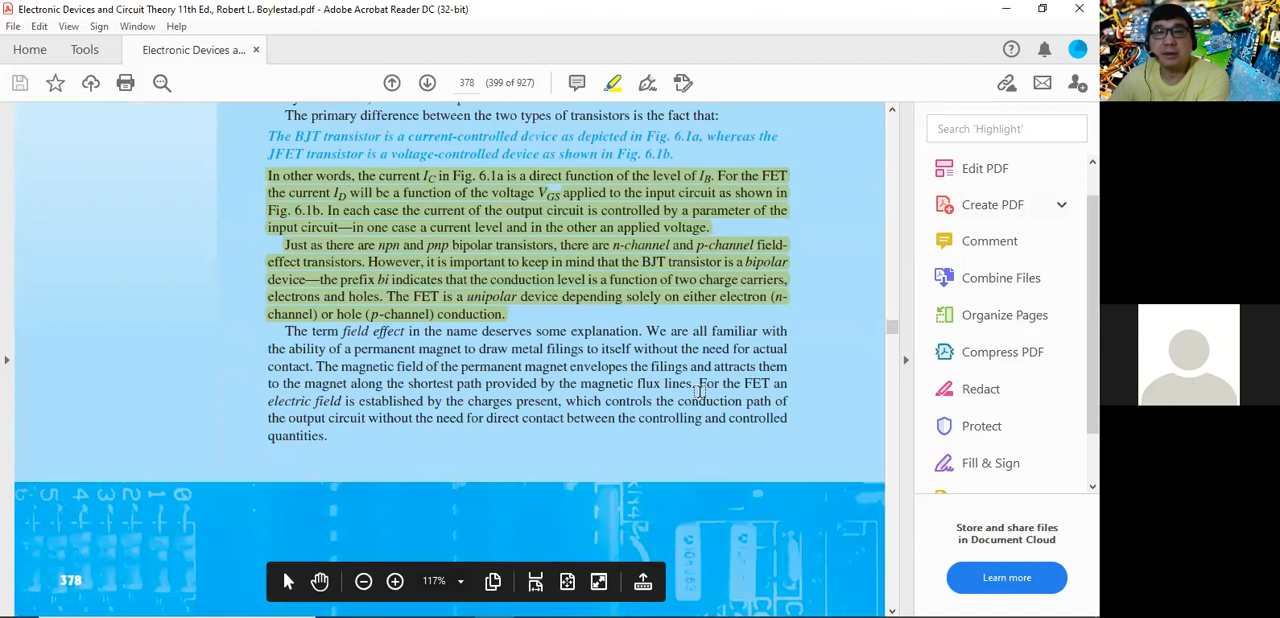 Electronic Devices and Circuit Theory 11th Ed., Robert L. Boylestad.pdf - Adobe Acrobat Reader DC (32-bit)
File Edit View Sign Window Help
Home Tools Electronic Devices a... ×
378 (399 of 927)
The primary difference between the two types of transistors is the fact that:
The BJT transistor is a current-controlled device as depicted in Fig. 6.1a, whereas the
JFET transistor is a voltage-controlled device as shown in Fig. 6.1b.
In other words, the current IC in Fig. 6.1a is a direct function of the level of IB. For the FET
the current ID will be a function of the voltage VGS applied to the input circuit as shown in
Fig. 6.1b. In each case the current of the output circuit is controlled by a parameter of the
input circuit—in one case a current level and in the other an applied voltage.
Just as there are npn and pnp bipolar transistors, there are n-channel and p-channel field-
effect transistors. However, it is important to keep in mind that the BJT transistor is a bipolar
device—the prefix bi indicates that the conduction level is a function of two charge carriers,
electrons and holes. The FET is a unipolar device depending solely on either electron (n-
channel) or hole (p-channel) conduction.
The term field effect in the name deserves some explanation. We are all familiar with
the ability of a permanent magnet to draw metal filings to itself without the need for actual
contact. The magnetic field of the permanent magnet envelopes the filings and attracts them
to the magnet along the shortest path provided by the magnetic flux lines. For the FET an
electric field is established by the charges present, which controls the conduction path of
the output circuit without the need for direct contact between the controlling and controlled
quantities.
378
117%
Search 'Highlight'
Edit PDF
Create PDF
Comment
Combine Files
Organize Pages
Compress PDF
Redact
Protect
Fill & Sign
Store and share files
in Document Cloud
Learn more